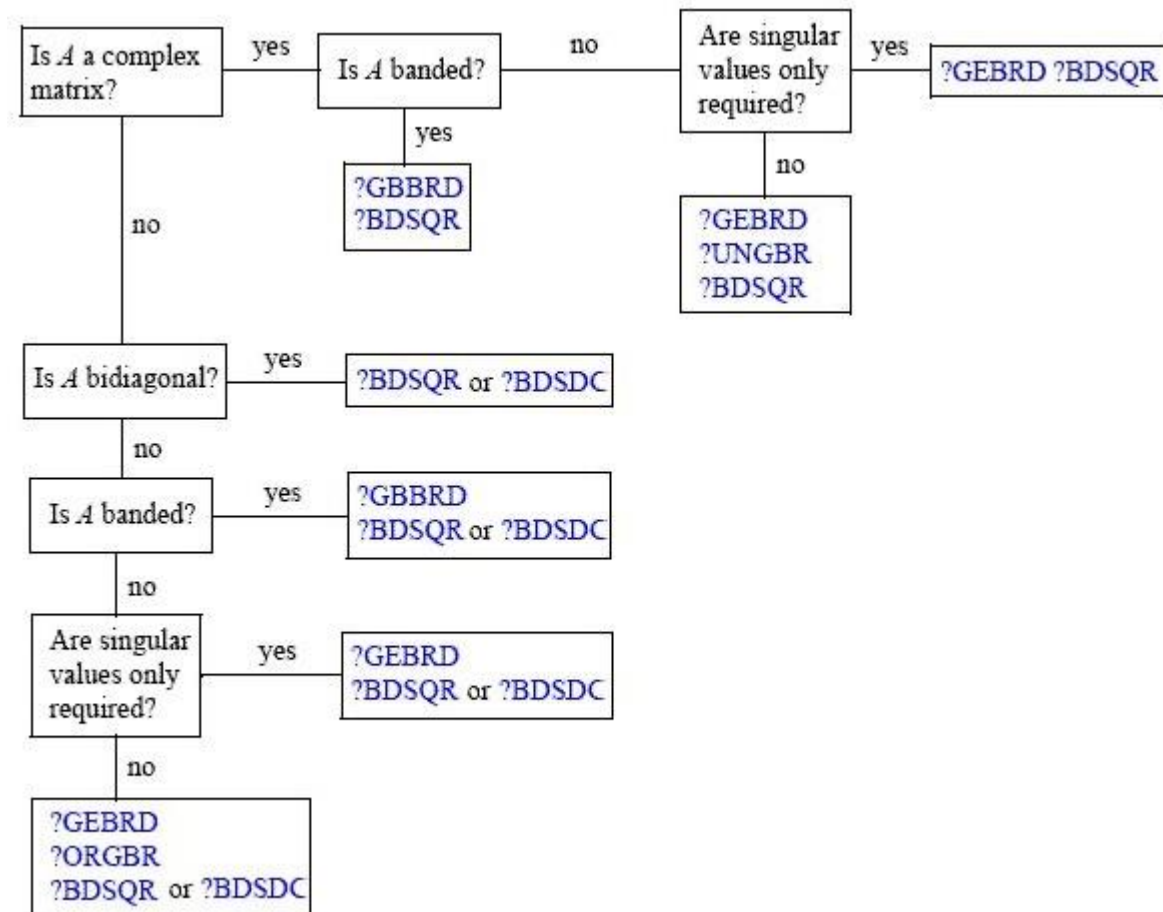 Is A a complex
matrix?
yes
Is A banded?
no
Are singular
values only
required?
yes
?GEBRD ?BDSQR
yes
?GBBRD
?BDSQR
no
?GEBRD
?UNGBR
?BDSQR
no
Is A bidiagonal?
yes
?BDSQR or ?BDSDC
no
Is A banded?
yes
?GBBRD
?BDSQR or ?BDSDC
no
Are singular
values only
required?
yes
?GEBRD
?BDSQR or ?BDSDC
no
?GEBRD
?ORGBR
?BDSQR or ?BDSDC